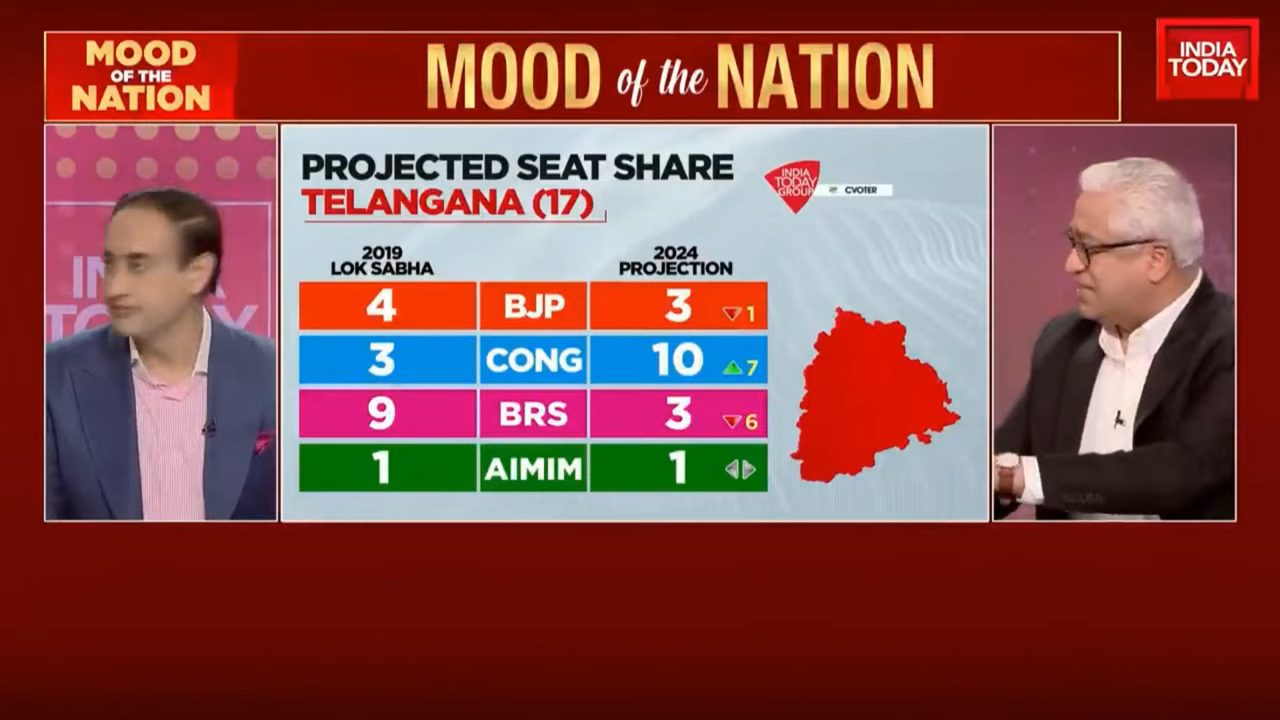 MOOD
OF THE
NATION
MOOD of the NATION
INDIA
TODAY
PROJECTED SEAT SHARE
TELANGANA (17)
INDIA
TODAY
GROUP
CVOTER
2019
LOK SABHA
2024
PROJECTION
4 BJP 3 1
3 CONG 10 7
9 BRS 3 6
1 AIMIM 1